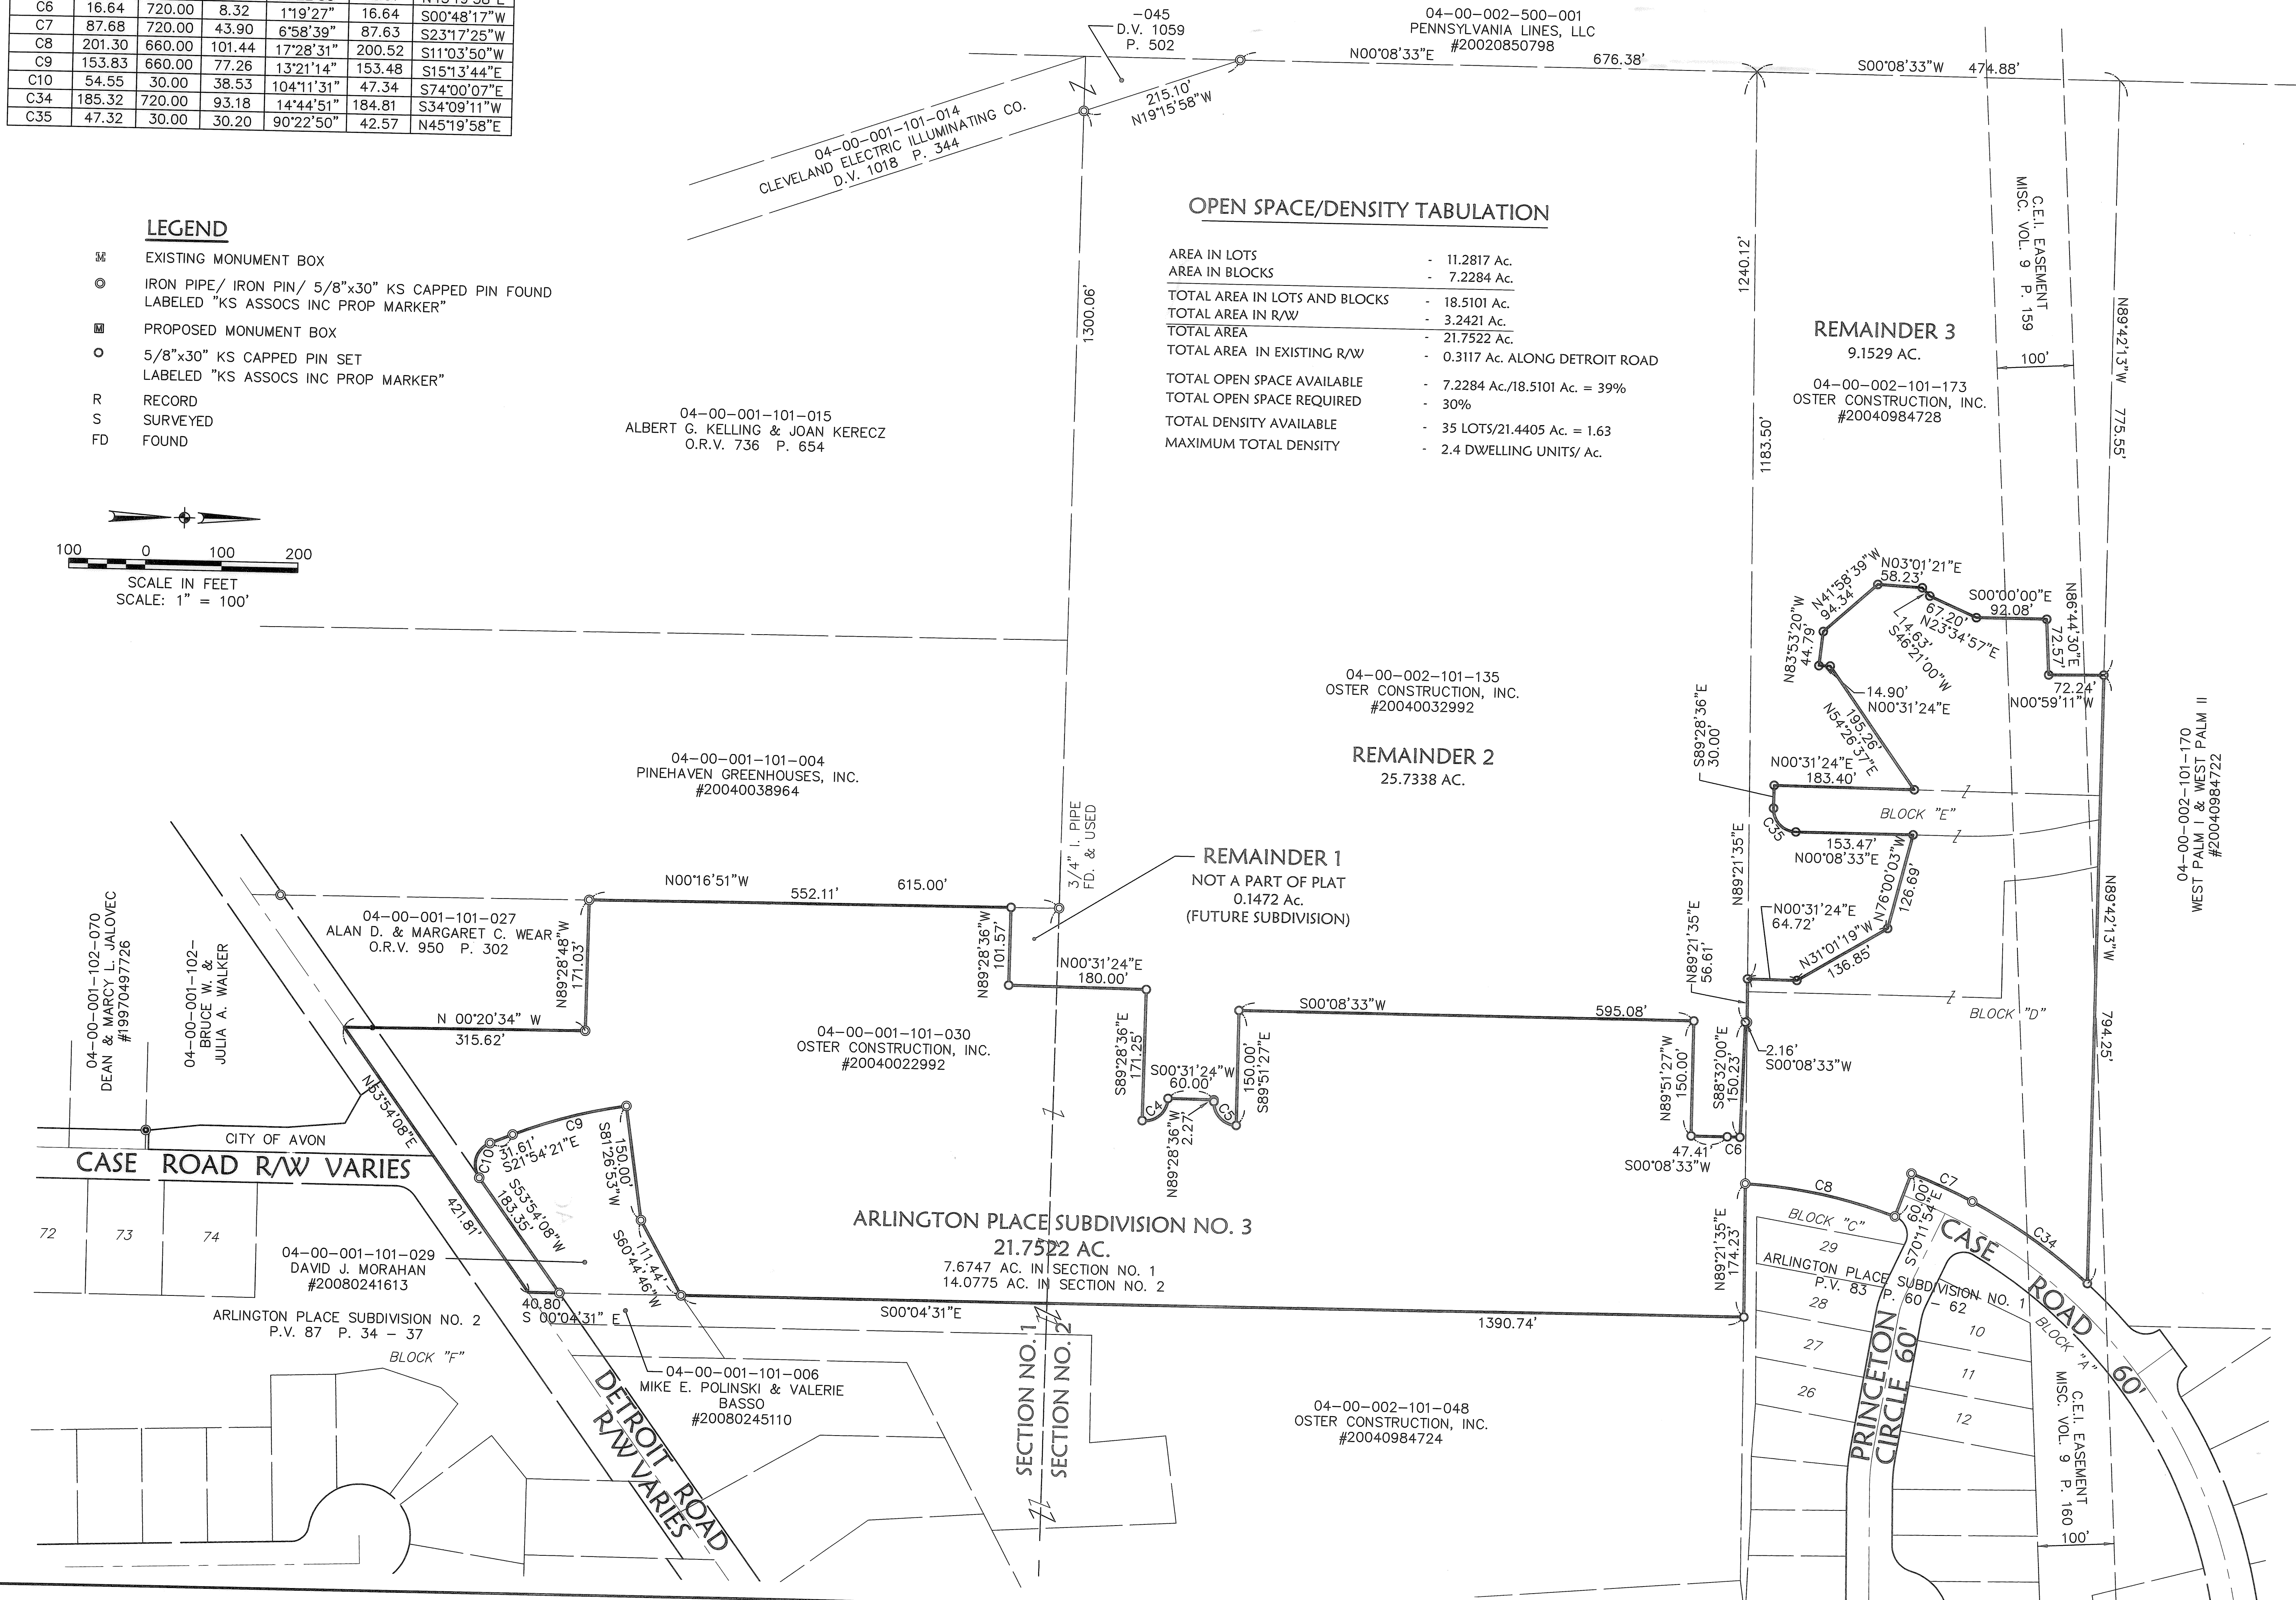 C6 16.64 720.00 8.32 1°19'27" 16.64 S00°48'17"W
C7 87.68 720.00 43.90 6°58'39" 87.63 S23°17'25"W
C8 201.30 660.00 101.44 17°28'31" 200.52 S11°03'50"W
C9 153.83 660.00 77.26 13°21'14" 153.48 S15°13'44"E
C10 54.55 30.00 38.53 104°11'31" 47.34 S74°00'07"E
C34 185.32 720.00 93.18 14°44'51" 184.81 S34°09'11"W
C35 47.32 30.00 30.20 90°22'50" 42.57 N45°19'58"E
-045
D.V. 1059
P. 502
04-00-002-500-001
PENNSYLVANIA LINES, LLC
#20020850798
N00°08'33"E 676.38'
S00°08'33"W 474.88'
215.10'
N19°15'58"W
04-00-001-101-014
CLEVELAND ELECTRIC ILLUMINATING CO.
D.V. 1018 P. 344
LEGEND
EXISTING MONUMENT BOX
IRON PIPE/ IRON PIN/ 5/8"x30" KS CAPPED PIN FOUND
LABELED "KS ASSOCS INC PROP MARKER"
M PROPOSED MONUMENT BOX
5/8"x30" KS CAPPED PIN SET
LABELED "KS ASSOCS INC PROP MARKER"
R RECORD
S SURVEYED
FD FOUND
100 0 100 200
SCALE IN FEET
SCALE: 1" = 100'
OPEN SPACE/DENSITY TABULATION
AREA IN LOTS - 11.2817 Ac.
AREA IN BLOCKS - 7.2284 Ac.
TOTAL AREA IN LOTS AND BLOCKS - 18.5101 Ac.
TOTAL AREA IN R/W - 3.2421 Ac.
TOTAL AREA - 21.7522 Ac.
TOTAL AREA IN EXISTING R/W - 0.3117 Ac. ALONG DETROIT ROAD
TOTAL OPEN SPACE AVAILABLE - 7.2284 Ac./18.5101 Ac. = 39%
TOTAL OPEN SPACE REQUIRED - 30%
TOTAL DENSITY AVAILABLE - 35 LOTS/21.4405 Ac. = 1.63
MAXIMUM TOTAL DENSITY - 2.4 DWELLING UNITS/ Ac.
1300.06'
1240.12'
1183.50'
N89°21'35"E
C.E.I. EASEMENT
MISC. VOL. 9 P. 159
100'
N89°42'13"W 775.55'
REMAINDER 3
9.1529 AC.
04-00-002-101-173
OSTER CONSTRUCTION, INC.
#20040984728
04-00-001-101-015
ALBERT G. KELLING & JOAN KERECZ
O.R.V. 736 P. 654
N83°53'20"W
44.79'
N41°58'39"W
94.34'
N03°01'21"E
58.23'
14.63'
S46°21'00"W
67.20'
N23°34'57"E
S00°00'00"E
92.08'
N86°44'30"E
72.57'
72.24'
N00°59'11"W
14.90'
N00°31'24"E
195.26'
N54°26'37"E
S89°28'36"E
30.00'
N00°31'24"E
183.40'
BLOCK "E"
C35
153.47'
N00°08'33"E
N76°00'03"W
126.69'
N31°01'19"W
136.85'
N00°31'24"E
64.72'
N89°21'35"E
56.61'
BLOCK "D"
2.16'
S00°08'33"W
N89°42'13"W 794.25'
04-00-002-101-170
WEST PALM I & WEST PALM II
#20040984722
04-00-002-101-135
OSTER CONSTRUCTION, INC.
#20040032992
REMAINDER 2
25.7338 AC.
04-00-001-101-004
PINEHAVEN GREENHOUSES, INC.
#20040038964
3/4" I. PIPE
FD. & USED
REMAINDER 1
NOT A PART OF PLAT
0.1472 Ac.
(FUTURE SUBDIVISION)
N00°16'51"W 552.11' 615.00'
04-00-001-102-070
DEAN & MARCY L. JALOVEC
#19970497726
04-00-001-102-
BRUCE W. &
JULIA A. WALKER
04-00-001-101-027
ALAN D. & MARGARET C. WEAR
O.R.V. 950 P. 302
N89°28'48"W
171.03'
N89°28'36"W
101.57'
N00°31'24"E
180.00'
N 00°20'34" W
315.62'
04-00-001-101-030
OSTER CONSTRUCTION, INC.
#20040022992
S89°28'36"E
171.25'
S00°31'24"W
60.00'
C4
C5
N89°28'36"W
2.27'
150.00'
S89°51'27"E
S00°08'33"W 595.08'
N89°51'27"W
150.00'
S88°32'00"E
150.23'
47.41' C6
S00°08'33"W
N53°54'08"E
421.81'
CITY OF AVON
CASE ROAD R/W VARIES
C10
31.61'
S21°54'21"E
C9
S53°54'08"W
183.35'
S81°26'53"W
150.00'
S60°44'46"W
111.44'
72 73 74
04-00-001-101-029
DAVID J. MORAHAN
#20080241613
ARLINGTON PLACE SUBDIVISION NO. 3
21.7522 AC.
7.6747 AC. IN SECTION NO. 1
14.0775 AC. IN SECTION NO. 2
40.80'
S 00°04'31" E
S00°04'31"E 1390.74'
N89°21'35"E
174.23'
C8
C7
C34
60.00'
S70°11'54"E
BLOCK "C"
29
ARLINGTON PLACE SUBDIVISION NO. 1
P.V. 83 P. 60 - 62
28
27
26
10
11
12
BLOCK "A"
CASE ROAD 60'
PRINCETON
CIRCLE 60'
C.E.I. EASEMENT
MISC. VOL. 9 P. 160
100'
ARLINGTON PLACE SUBDIVISION NO. 2
P.V. 87 P. 34 - 37
BLOCK "F"
04-00-001-101-006
MIKE E. POLINSKI & VALERIE
BASSO
#20080245110
DETROIT ROAD
R/W VARIES
SECTION NO. 1
SECTION NO. 2
04-00-002-101-048
OSTER CONSTRUCTION, INC.
#20040984724